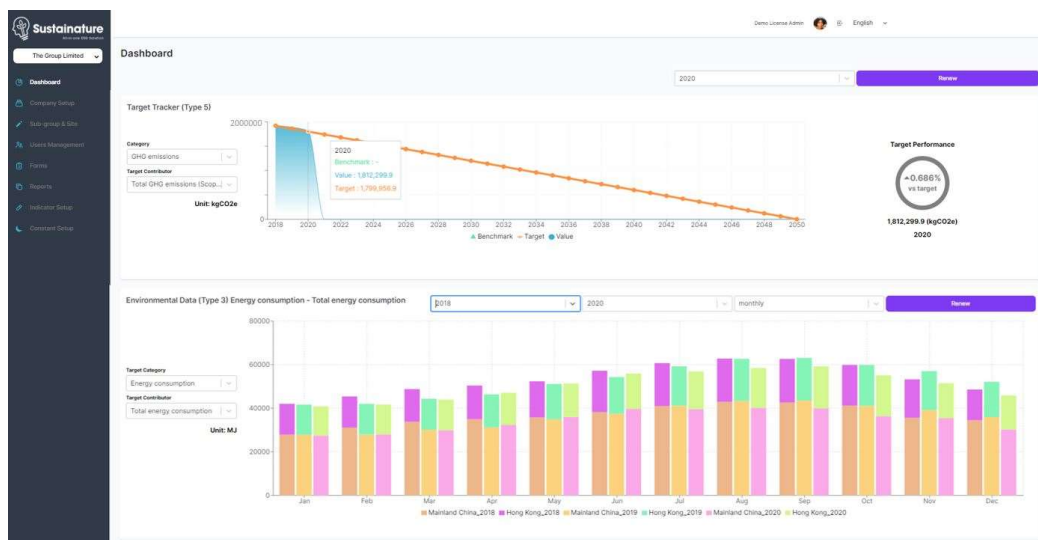 Sustainature
The Group Limited
Dashboard
Company Setup
Sub-group & Site
Users Management
Forms
Reports
Indicator Setup
Constant Setup
Demo License Admin
English
Dashboard
2020
Renew
Target Tracker (Type 5)
Category
GHG emissions
Target Contributor
Total GHG emissions (Scop...
Unit: kgCO2e
2000000
0
2020
Benchmark : -
Value : 1,812,299.9
2018 2020 2022 2024 2026 2028 2030 2032 2034 2036 2038 2040 2042 2044 2046 2048 2050
Benchmark Target Value
Target Performance
0.686%
vs target
1,812,299.9 (kgCO2e)
2020
Environmental Data (Type 3) Energy consumption - Total energy consumption
2018
2020
monthly
Renew
Target Category
Energy consumption
Target Contributor
Total energy consumption
Unit: MJ
80000
60000
40000
20000
0
Jan Feb Mar Apr May Jun Jul Aug Sep Oct Nov Dec
Mainland China_2018 Hong Kong_2018 Mainland China_2019 Hong Kong_2019 Mainland China_2020 Hong Kong_2020